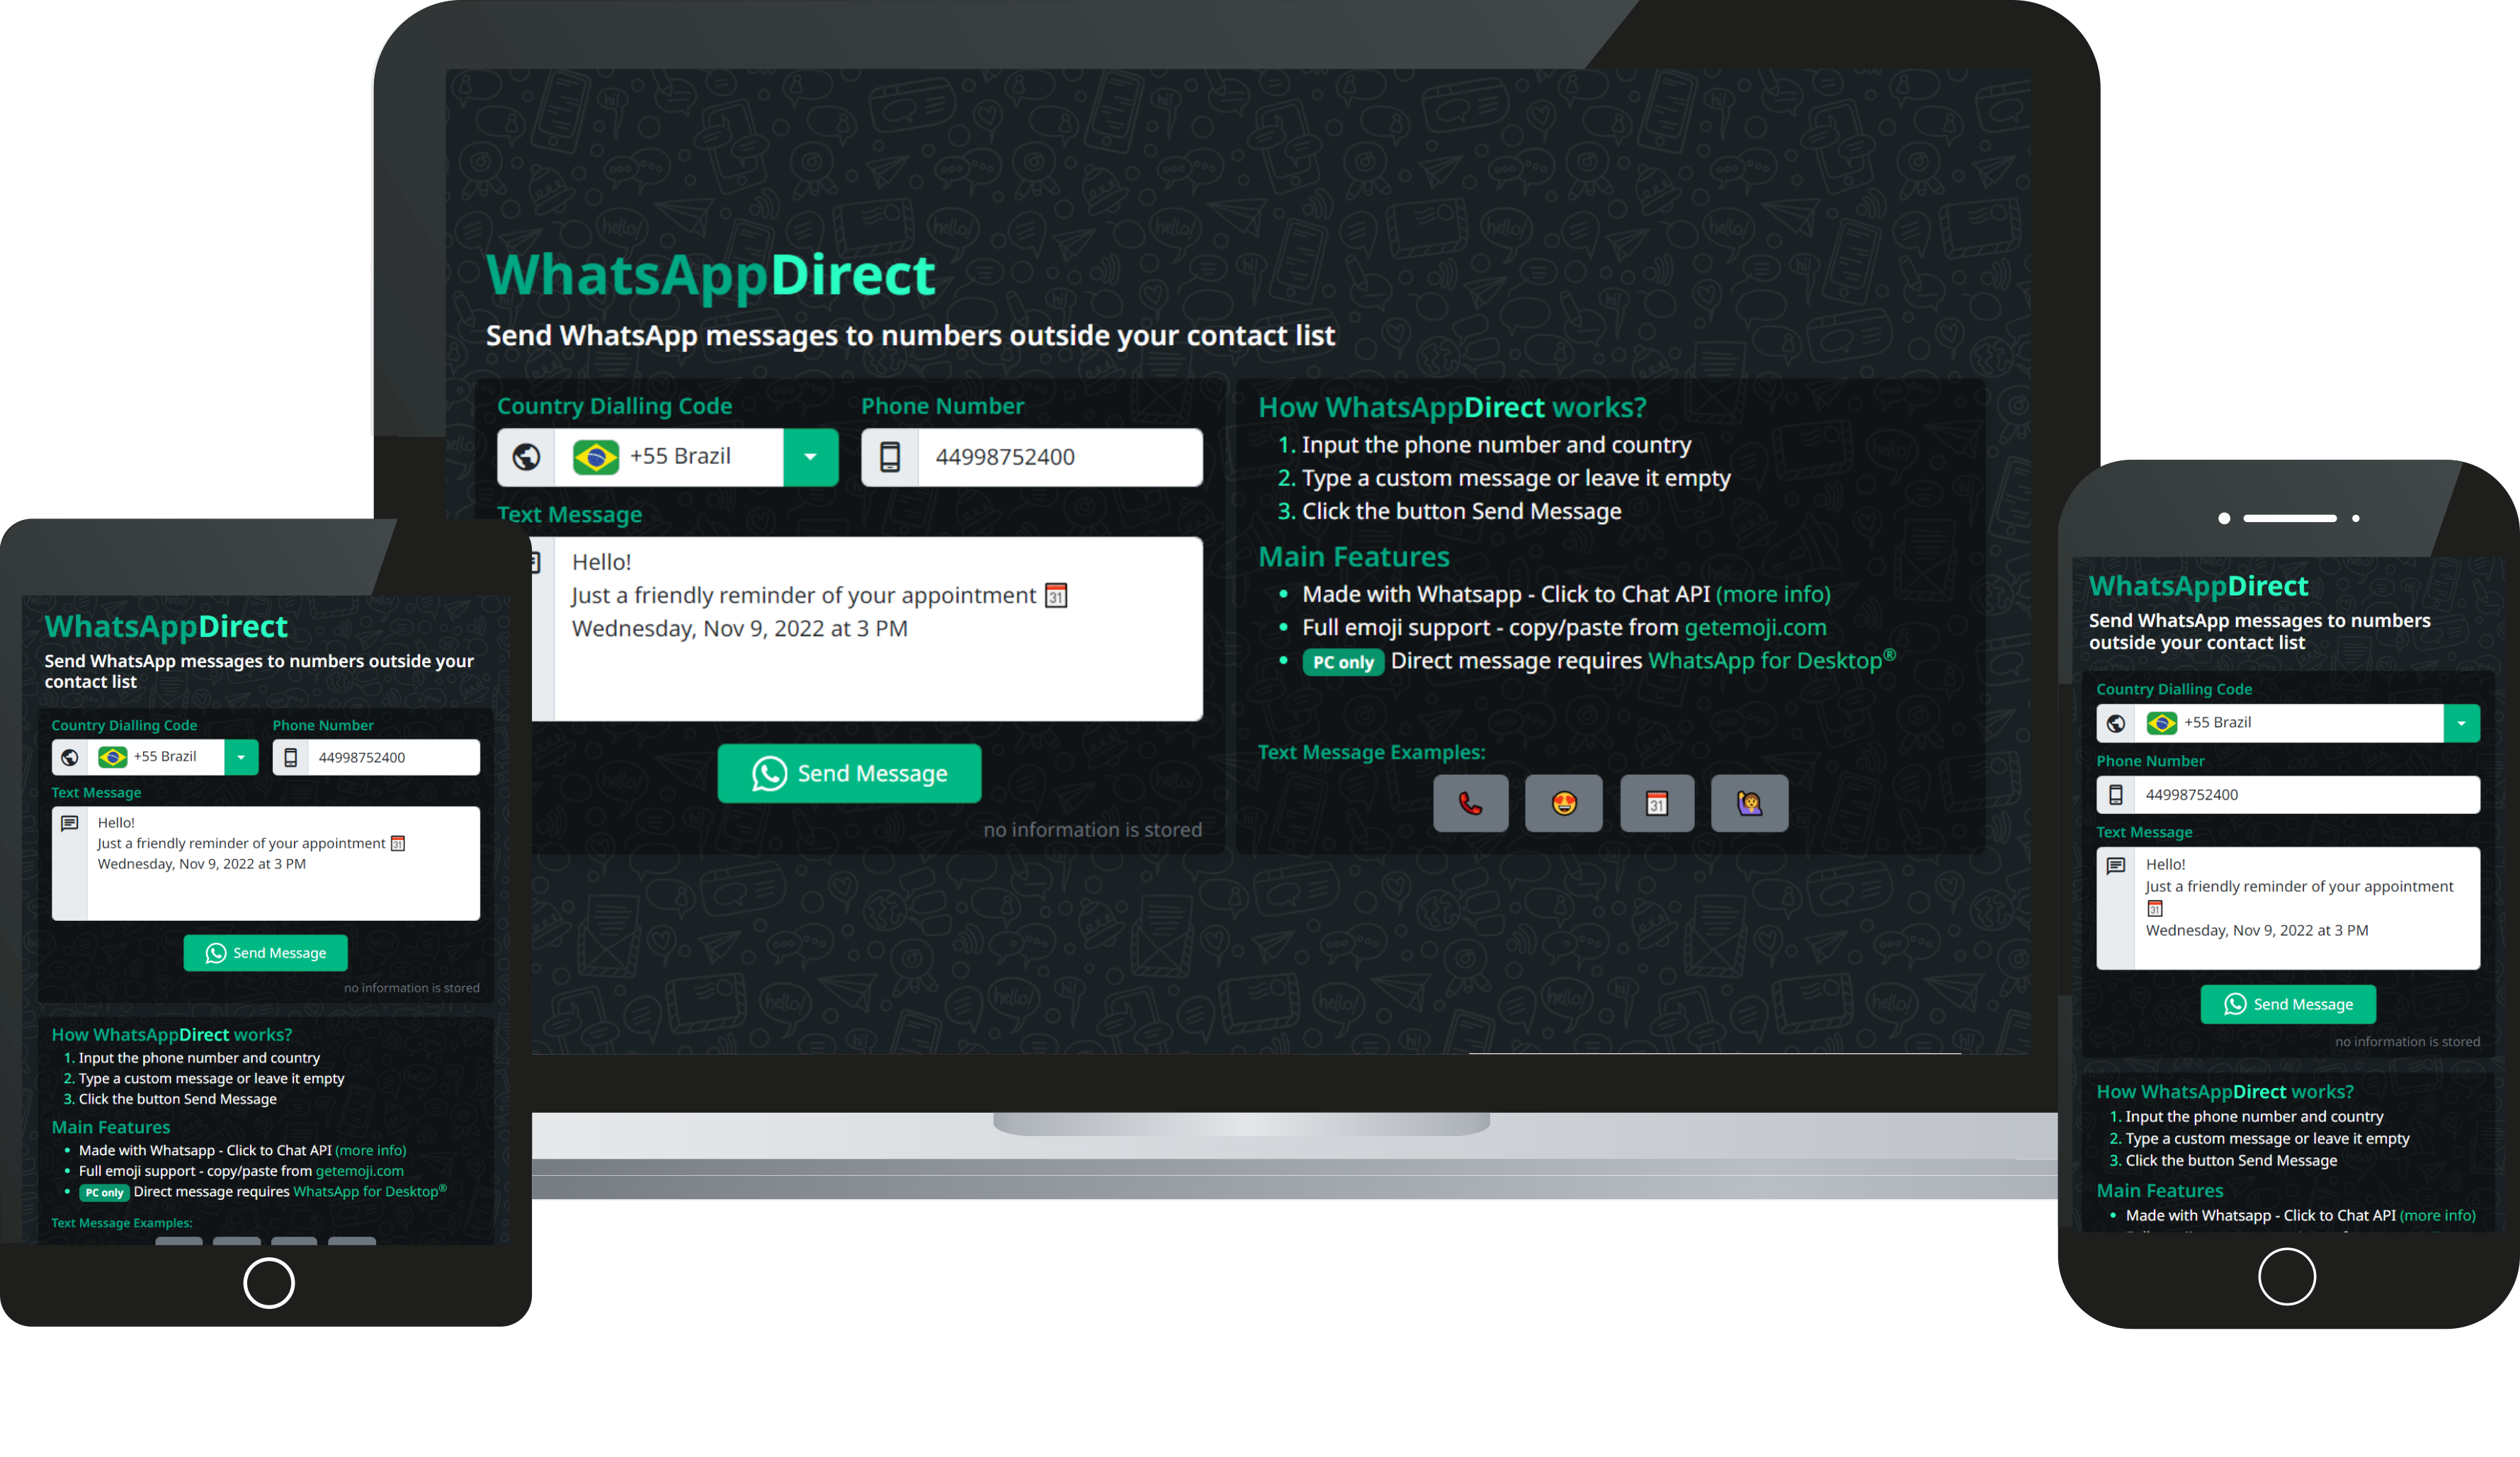 WhatsAppDirect
Send WhatsApp messages to numbers outside your contact list
Country Dialling Code
Phone Number
+55 Brazil
44998752400
Text Message
Hello!
Just a friendly reminder of your appointment 📅
Wednesday, Nov 9, 2022 at 3 PM
Send Message
no information is stored
How WhatsAppDirect works?
1. Input the phone number and country
2. Type a custom message or leave it empty
3. Click the button Send Message
Main Features
• Made with Whatsapp - Click to Chat API (more info)
• Full emoji support - copy/paste from getemoji.com
• PC only Direct message requires WhatsApp for Desktop®
Text Message Examples:
WhatsAppDirect
Send WhatsApp messages to numbers outside your
contact list
Country Dialling Code
Phone Number
+55 Brazil
44998752400
Text Message
Hello!
Just a friendly reminder of your appointment 📅
Wednesday, Nov 9, 2022 at 3 PM
Send Message
no information is stored
How WhatsAppDirect works?
1. Input the phone number and country
2. Type a custom message or leave it empty
3. Click the button Send Message
Main Features
• Made with Whatsapp - Click to Chat API (more info)
• Full emoji support - copy/paste from getemoji.com
• PC only Direct message requires WhatsApp for Desktop®
Text Message Examples:
WhatsAppDirect
Send WhatsApp messages to numbers
outside your contact list
Country Dialling Code
+55 Brazil
Phone Number
44998752400
Text Message
Hello!
Just a friendly reminder of your appointment
📅
Wednesday, Nov 9, 2022 at 3 PM
Send Message
no information is stored
How WhatsAppDirect works?
1. Input the phone number and country
2. Type a custom message or leave it empty
3. Click the button Send Message
Main Features
• Made with Whatsapp - Click to Chat API (more info)